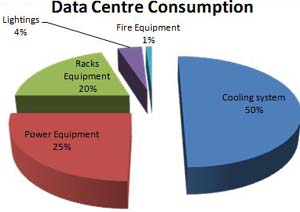 Data Centre Consumption
Lightings
4%
Fire Equipment
1%
Racks
Equipment
20%
Cooling system
50%
Power Equipment
25%